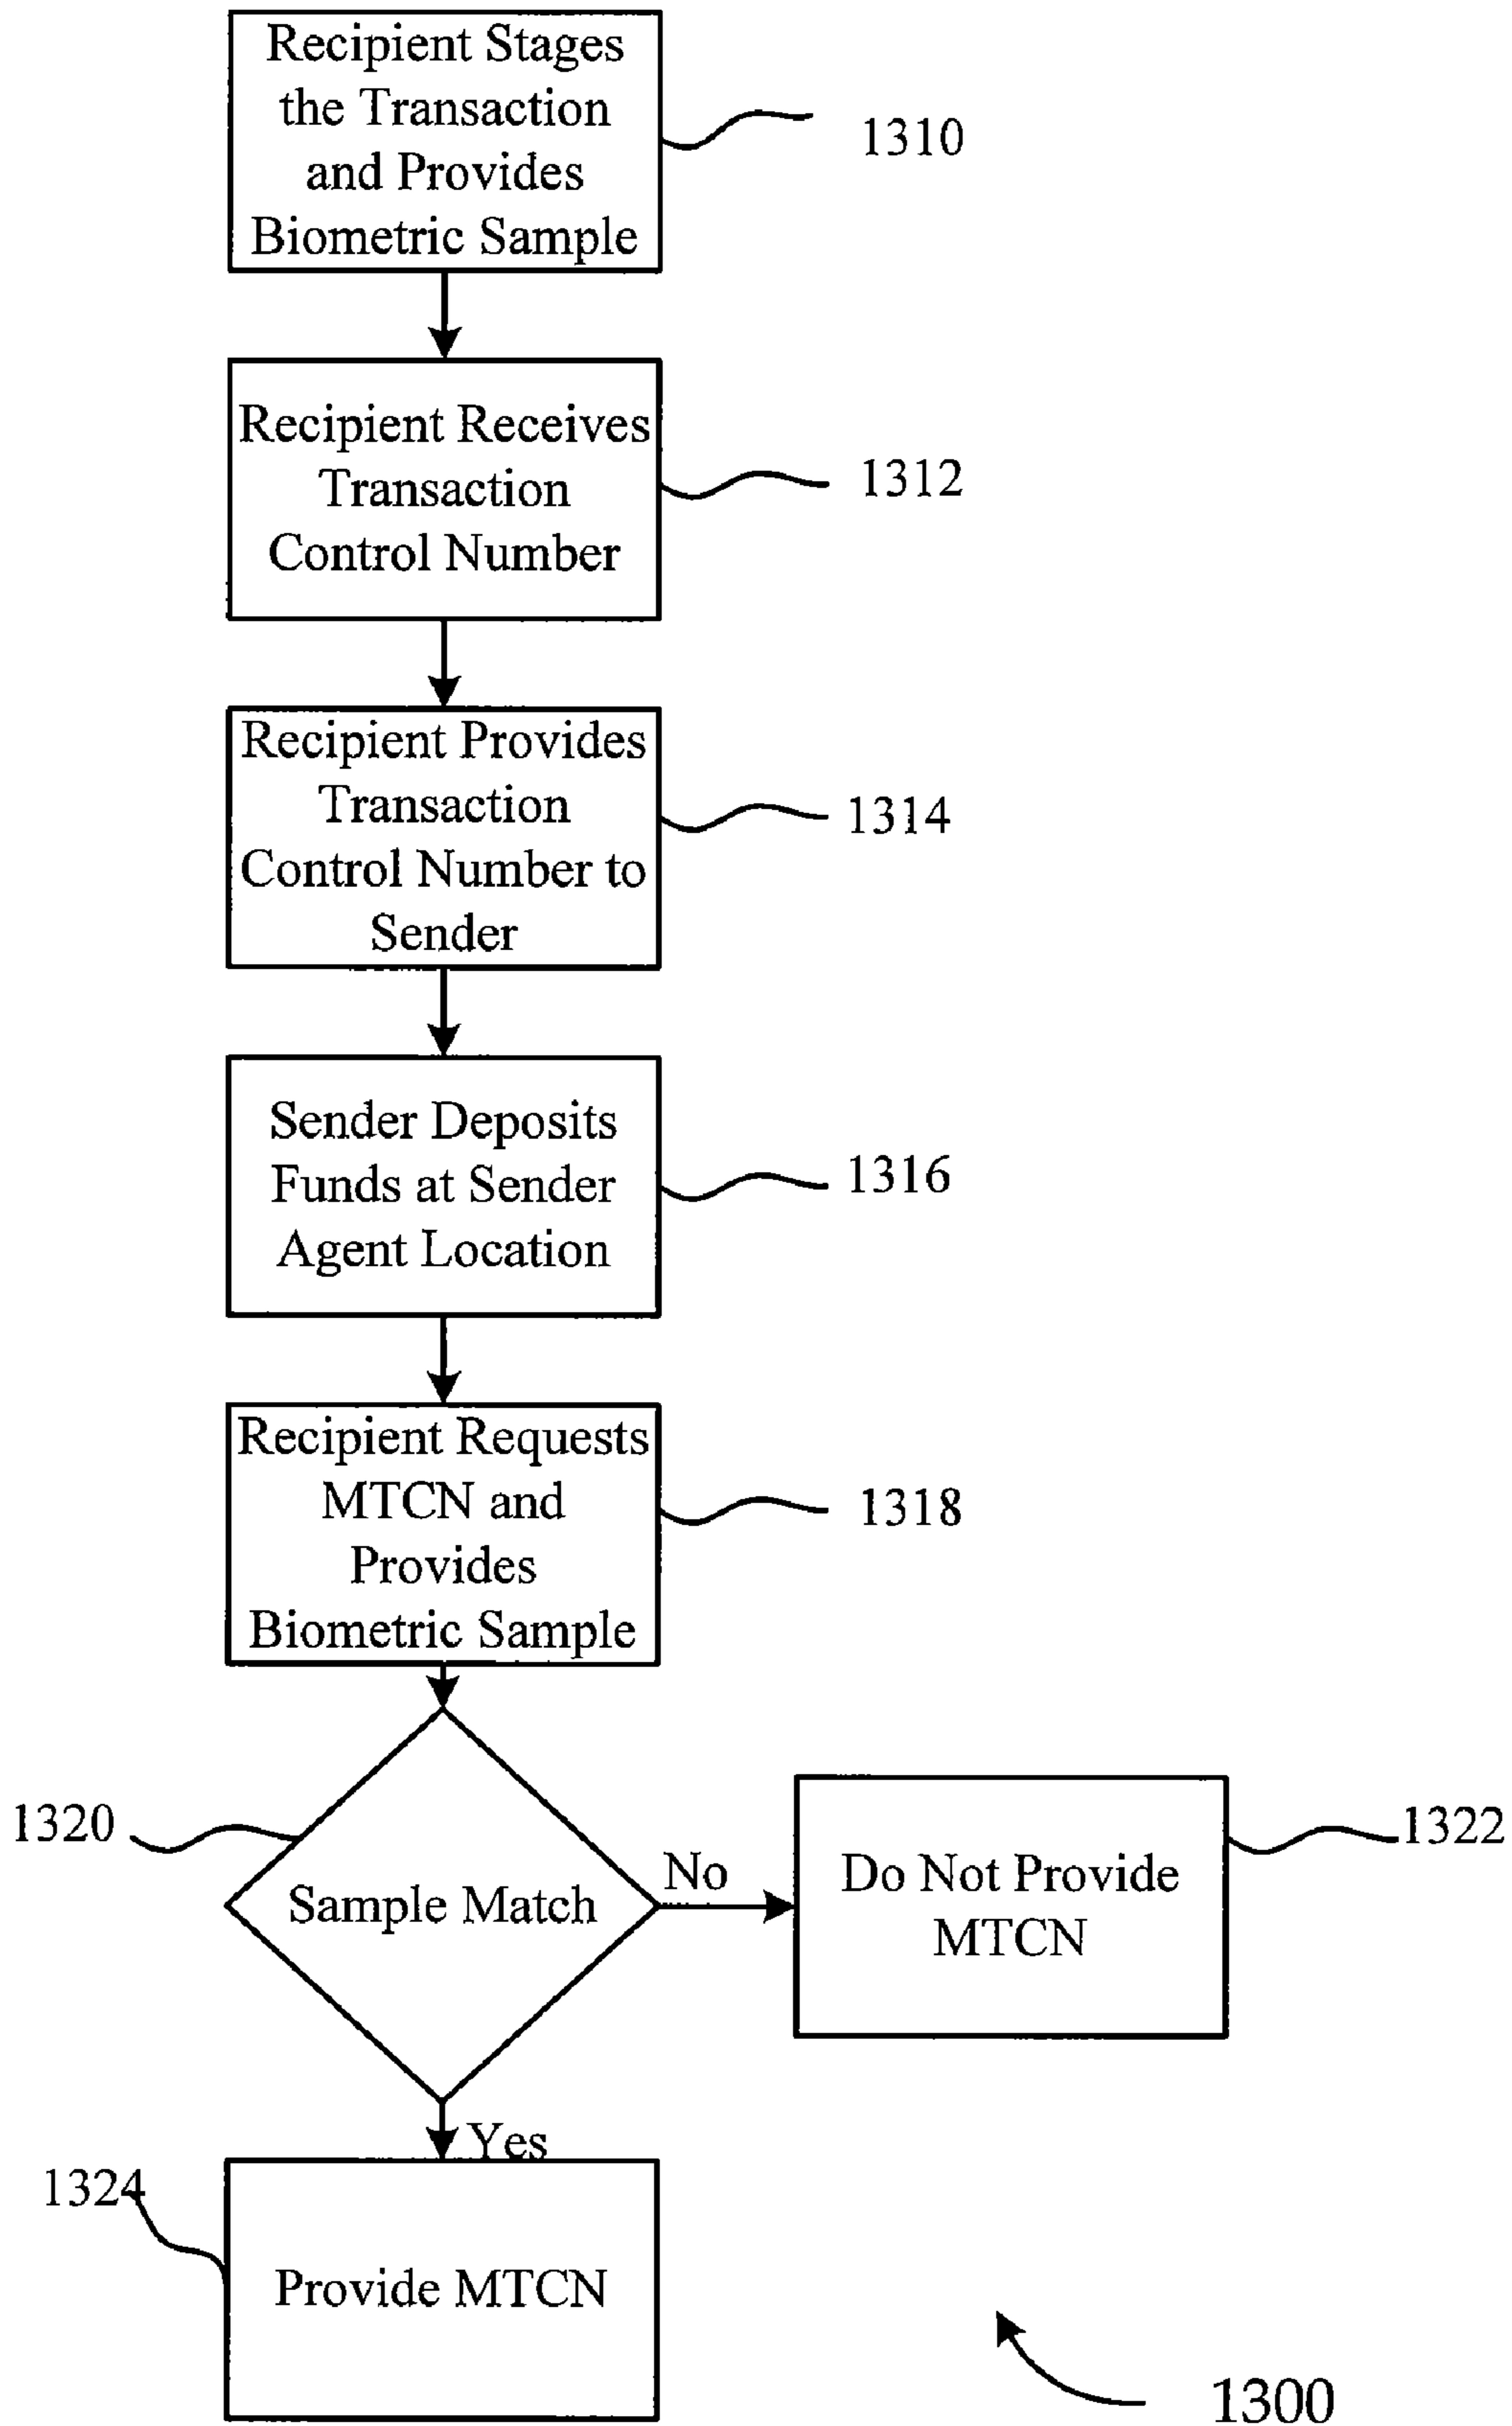 Recipient Stages
the Transaction
and Provides
Biometric Sample
1310
Recipient Receives
Transaction
Control Number
1312
Recipient Provides
Transaction
Control Number to
Sender
1314
Sender Deposits
Funds at Sender
Agent Location
1316
Recipient Requests
MTCN and
Provides
Biometric Sample
1318
1320
Sample Match
No
Do Not Provide
MTCN
1322
Yes
1324
Provide MTCN
1300